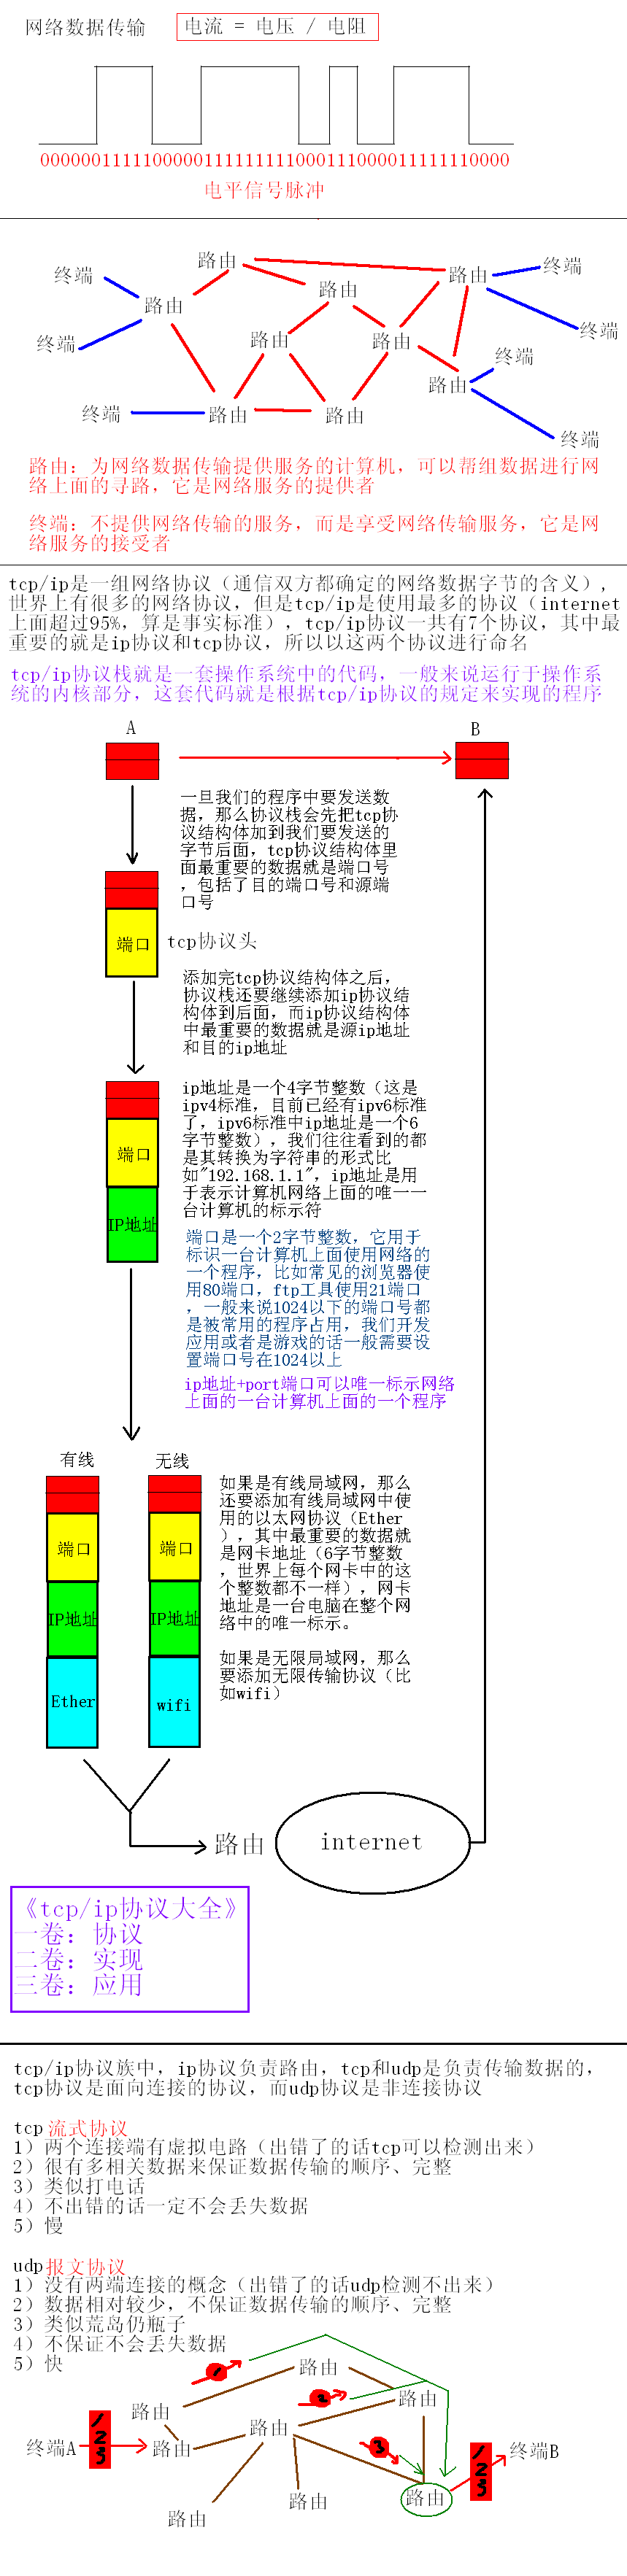 网络数据传输
电流 = 电压 / 电阻
0000001111100000111111111000111000011111110000
电平信号脉冲
路由
终端
路由
终端
路由
路由
终端
终端
路由
路由
终端
路由
终端
路由
路由
终端
路由：为网络数据传输提供服务的计算机，可以帮组数据进行网
络上面的寻路，它是网络服务的提供者
终端：不提供网络传输的服务，而是享受网络传输服务，它是网
络服务的接受者
tcp/ip是一组网络协议（通信双方都确定的网络数据字节的含义），
世界上有很多的网络协议，但是tcp/ip是使用最多的协议（internet
上面超过95%，算是事实标准），tcp/ip协议一共有7个协议，其中最
重要的就是ip协议和tcp协议，所以以这两个协议进行命名
tcp/ip协议栈就是一套操作系统中的代码，一般来说运行于操作系
统的内核部分，这套代码就是根据tcp/ip协议的规定来实现的程序
A
B
一旦我们的程序中要发送数
据，那么协议栈会先把tcp协
议结构体加到我们要发送的
字节后面，tcp协议结构体里
面最重要的数据就是端口号
，包括了目的端口号和源端
口号
端口
tcp协议头
添加完tcp协议结构体之后，
协议栈还要继续添加ip协议结
构体到后面，而ip协议结构体
中最重要的数据就是源ip地址
和目的ip地址
端口
IP地址
ip地址是一个4字节整数（这是
ipv4标准，目前已经有ipv6标准
了，ipv6标准中ip地址是一个6
字节整数），我们往往看到的都
是其转换为字符串的形式比
如"192.168.1.1"，ip地址是用
于表示计算机网络上面的唯一一
台计算机的标示符
端口是一个2字节整数，它用于
标识一台计算机上面使用网络的
一个程序，比如常见的浏览器使
用80端口，ftp工具使用21端口
，一般来说1024以下的端口号都
是被常用的程序占用，我们开发
应用或者是游戏的话一般需要设
置端口号在1024以上
ip地址+port端口可以唯一标示网络
上面的一台计算机上面的一个程序
有线
无线
端口
IP地址
Ether
端口
IP地址
wifi
如果是有线局域网，那么
还要添加有线局域网中使
用的以太网协议（Ether
），其中最重要的数据就
是网卡地址（6字节整数
，世界上每个网卡中的这
个整数都不一样），网卡
地址是一台电脑在整个网
络中的唯一标示。
如果是无限局域网，那么
要添加无限传输协议（比
如wifi）
路由
internet
《tcp/ip协议大全》
一卷：协议
二卷：实现
三卷：应用
tcp/ip协议族中，ip协议负责路由，tcp和udp是负责传输数据的，
tcp协议是面向连接的协议，而udp协议是非连接协议
tcp 流式协议
1）两个连接端有虚拟电路（出错了的话tcp可以检测出来）
2）很有多相关数据来保证数据传输的顺序、完整
3）类似打电话
4）不出错的话一定不会丢失数据
5）慢
udp 报文协议
1）没有两端连接的概念（出错了的话udp检测不出来）
2）数据相对较少，不保证数据传输的顺序、完整
3）类似荒岛仍瓶子
4）不保证不会丢失数据
5）快
1
路由
2
路由
路由
路由
终端A
1
2
3
路由
3
1
2
3
终端B
路由
路由
路由